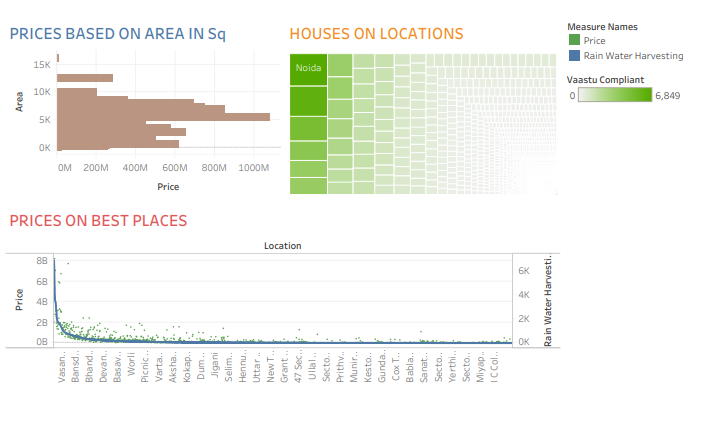 PRICES BASED ON AREA IN Sq
HOUSES ON LOCATIONS
Measure Names
Price
Rain Water Harvesting
Vaastu Compliant
0
6,849
15K
10K
5K
0K
Area
0M
200M
400M
600M
800M
1000M
Price
Noida
PRICES ON BEST PLACES
Location
8B
6B
4B
2B
0B
Price
6K
4K
2K
0K
Rain Water Harvesti..
Vasan..
Bansd..
Bhand..
Devan..
Basav..
Worli
Picnic..
Varta..
Aksha..
Kokap..
Dum..
Jigani
Selim..
Hennu..
Uttar ..
New T..
Grant ..
47 Sec..
Ullal ..
Secto..
Prithv..
Munir..
Kesto..
Gunda..
Cox T..
Babla..
Sanat..
Secto..
Yerth..
Secto..
Miyap..
I C Col..